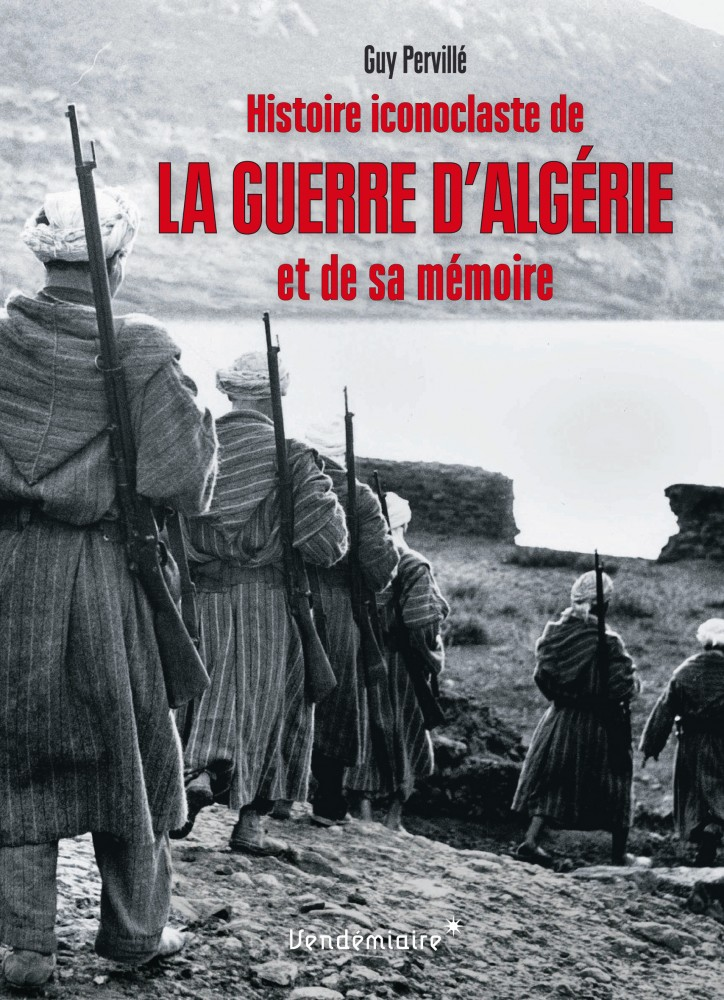 Guy Pervillé
Histoire iconoclaste de
LA GUERRE D'ALGÉRIE
et de sa mémoire
Vendémiaire